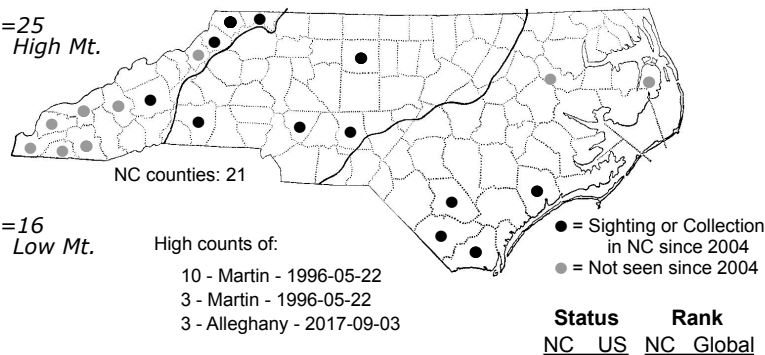 =25
High Mt.
NC counties: 21
=16
Low Mt.
High counts of:
10 - Martin - 1996-05-22
3 - Martin - 1996-05-22
3 - Alleghany - 2017-09-03
= Sighting or Collection
in NC since 2004
= Not seen since 2004
Status Rank
NC US NC Global